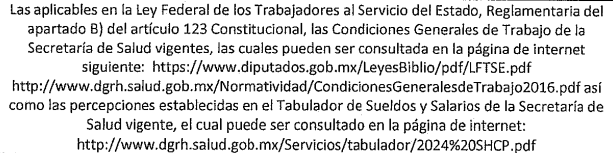 Las aplicables en la Ley Federal de los Trabajadores al Servicio del Estado, Reglamentaria del
apartado B) del artículo 123 Constitucional, las Condiciones Generales de Trabajo de la
Secretaría de Salud vigentes, las cuales pueden ser consultada en la página de internet
siguiente: https://www.diputados.gob.mx/LeyesBiblio/pdf/LFTSE.pdf
http://www.dgrh.salud.gob.mx/Normatividad/CondicionesGeneralesdeTrabajo2016.pdf así
como las percepciones establecidas en el Tabulador de Sueldos y Salarios de la Secretaría de
Salud vigente, el cual puede ser consultado en la página de internet:
http://www.dgrh.salud.gob.mx/Servicios/tabulador/2024%20SHCP.pdf